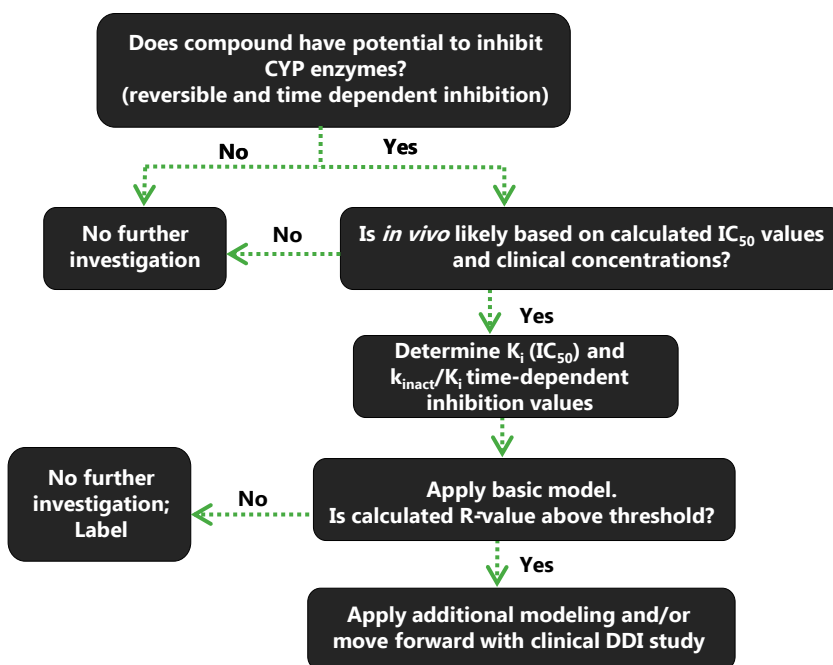 Does compound have potential to inhibit
CYP enzymes?
(reversible and time dependent inhibition)
No
Yes
No further
investigation
No
Is in vivo likely based on calculated IC₅₀ values
and clinical concentrations?
Yes
Determine Kᵢ (IC₅₀) and
kᵢₙₐcₜ/Kᵢ time-dependent
inhibition values
No further
investigation;
Label
No
Apply basic model.
Is calculated R-value above threshold?
Yes
Apply additional modeling and/or
move forward with clinical DDI study